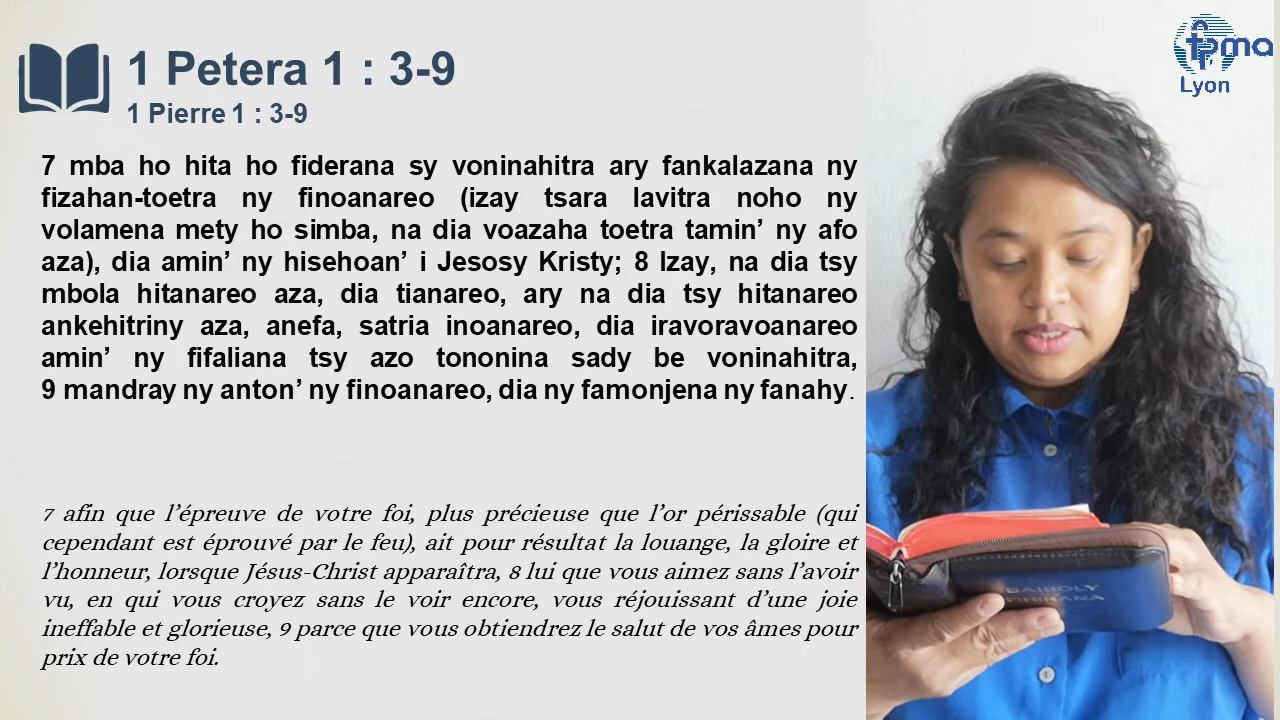 1 Petera 1 : 3-9
1 Pierre 1 : 3-9
7 mba ho hita ho fiderana sy voninahitra ary fankalazana ny
fizahan-toetra ny finoanareo (izay tsara lavitra noho ny
volamena mety ho simba, na dia voazaha toetra tamin’ ny afo
aza), dia amin’ ny hisehoan’ i Jesosy Kristy; 8 Izay, na dia tsy
mbola hitanareo aza, dia tianareo, ary na dia tsy hitanareo
ankehitriny aza, anefa, satria inoanareo, dia iravoravoanareo
amin’ ny fifaliana tsy azo tononina sady be voninahitra,
9 mandray ny anton’ ny finoanareo, dia ny famonjena ny fanahy.
7 afin que l’épreuve de votre foi, plus précieuse que l’or périssable (qui
cependant est éprouvé par le feu), ait pour résultat la louange, la gloire et
l’honneur, lorsque Jésus-Christ apparaîtra, 8 lui que vous aimez sans l’avoir
vu, en qui vous croyez sans le voir encore, vous réjouissant d’une joie
ineffable et glorieuse, 9 parce que vous obtiendrez le salut de vos âmes pour
prix de votre foi.
fpma
Lyon
BAIBOLY